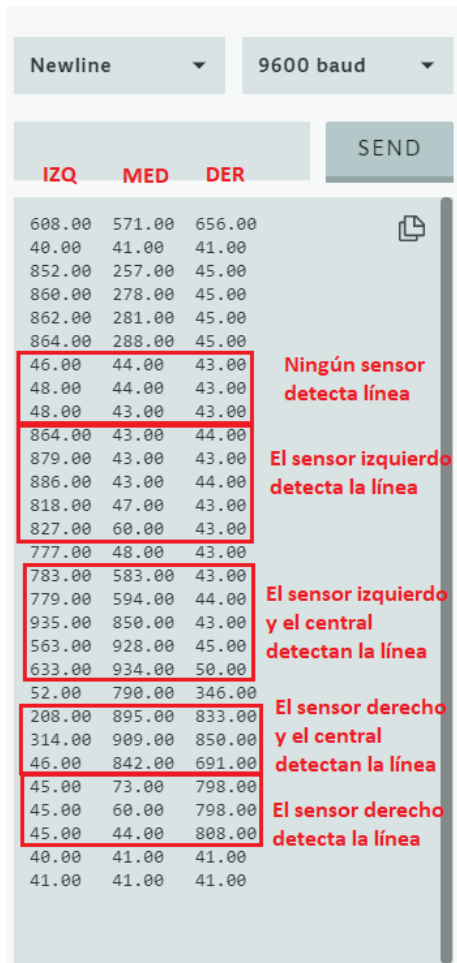 Newline 9600 baud
SEND
IZQ MED DER
608.00 571.00 656.00
40.00 41.00 41.00
852.00 257.00 45.00
860.00 278.00 45.00
862.00 281.00 45.00
864.00 288.00 45.00
46.00 44.00 43.00
48.00 44.00 43.00
48.00 43.00 43.00
Ningún sensor
detecta línea
864.00 43.00 44.00
879.00 43.00 43.00
886.00 43.00 44.00
818.00 47.00 43.00
827.00 60.00 43.00
El sensor izquierdo
detecta la línea
777.00 48.00 43.00
783.00 583.00 43.00
779.00 594.00 44.00
935.00 850.00 43.00
563.00 928.00 45.00
633.00 934.00 50.00
El sensor izquierdo
y el central
detectan la línea
52.00 790.00 346.00
208.00 895.00 833.00
314.00 909.00 850.00
46.00 842.00 691.00
El sensor derecho
y el central
detectan la línea
45.00 73.00 798.00
45.00 60.00 798.00
45.00 44.00 808.00
El sensor derecho
detecta la línea
40.00 41.00 41.00
41.00 41.00 41.00